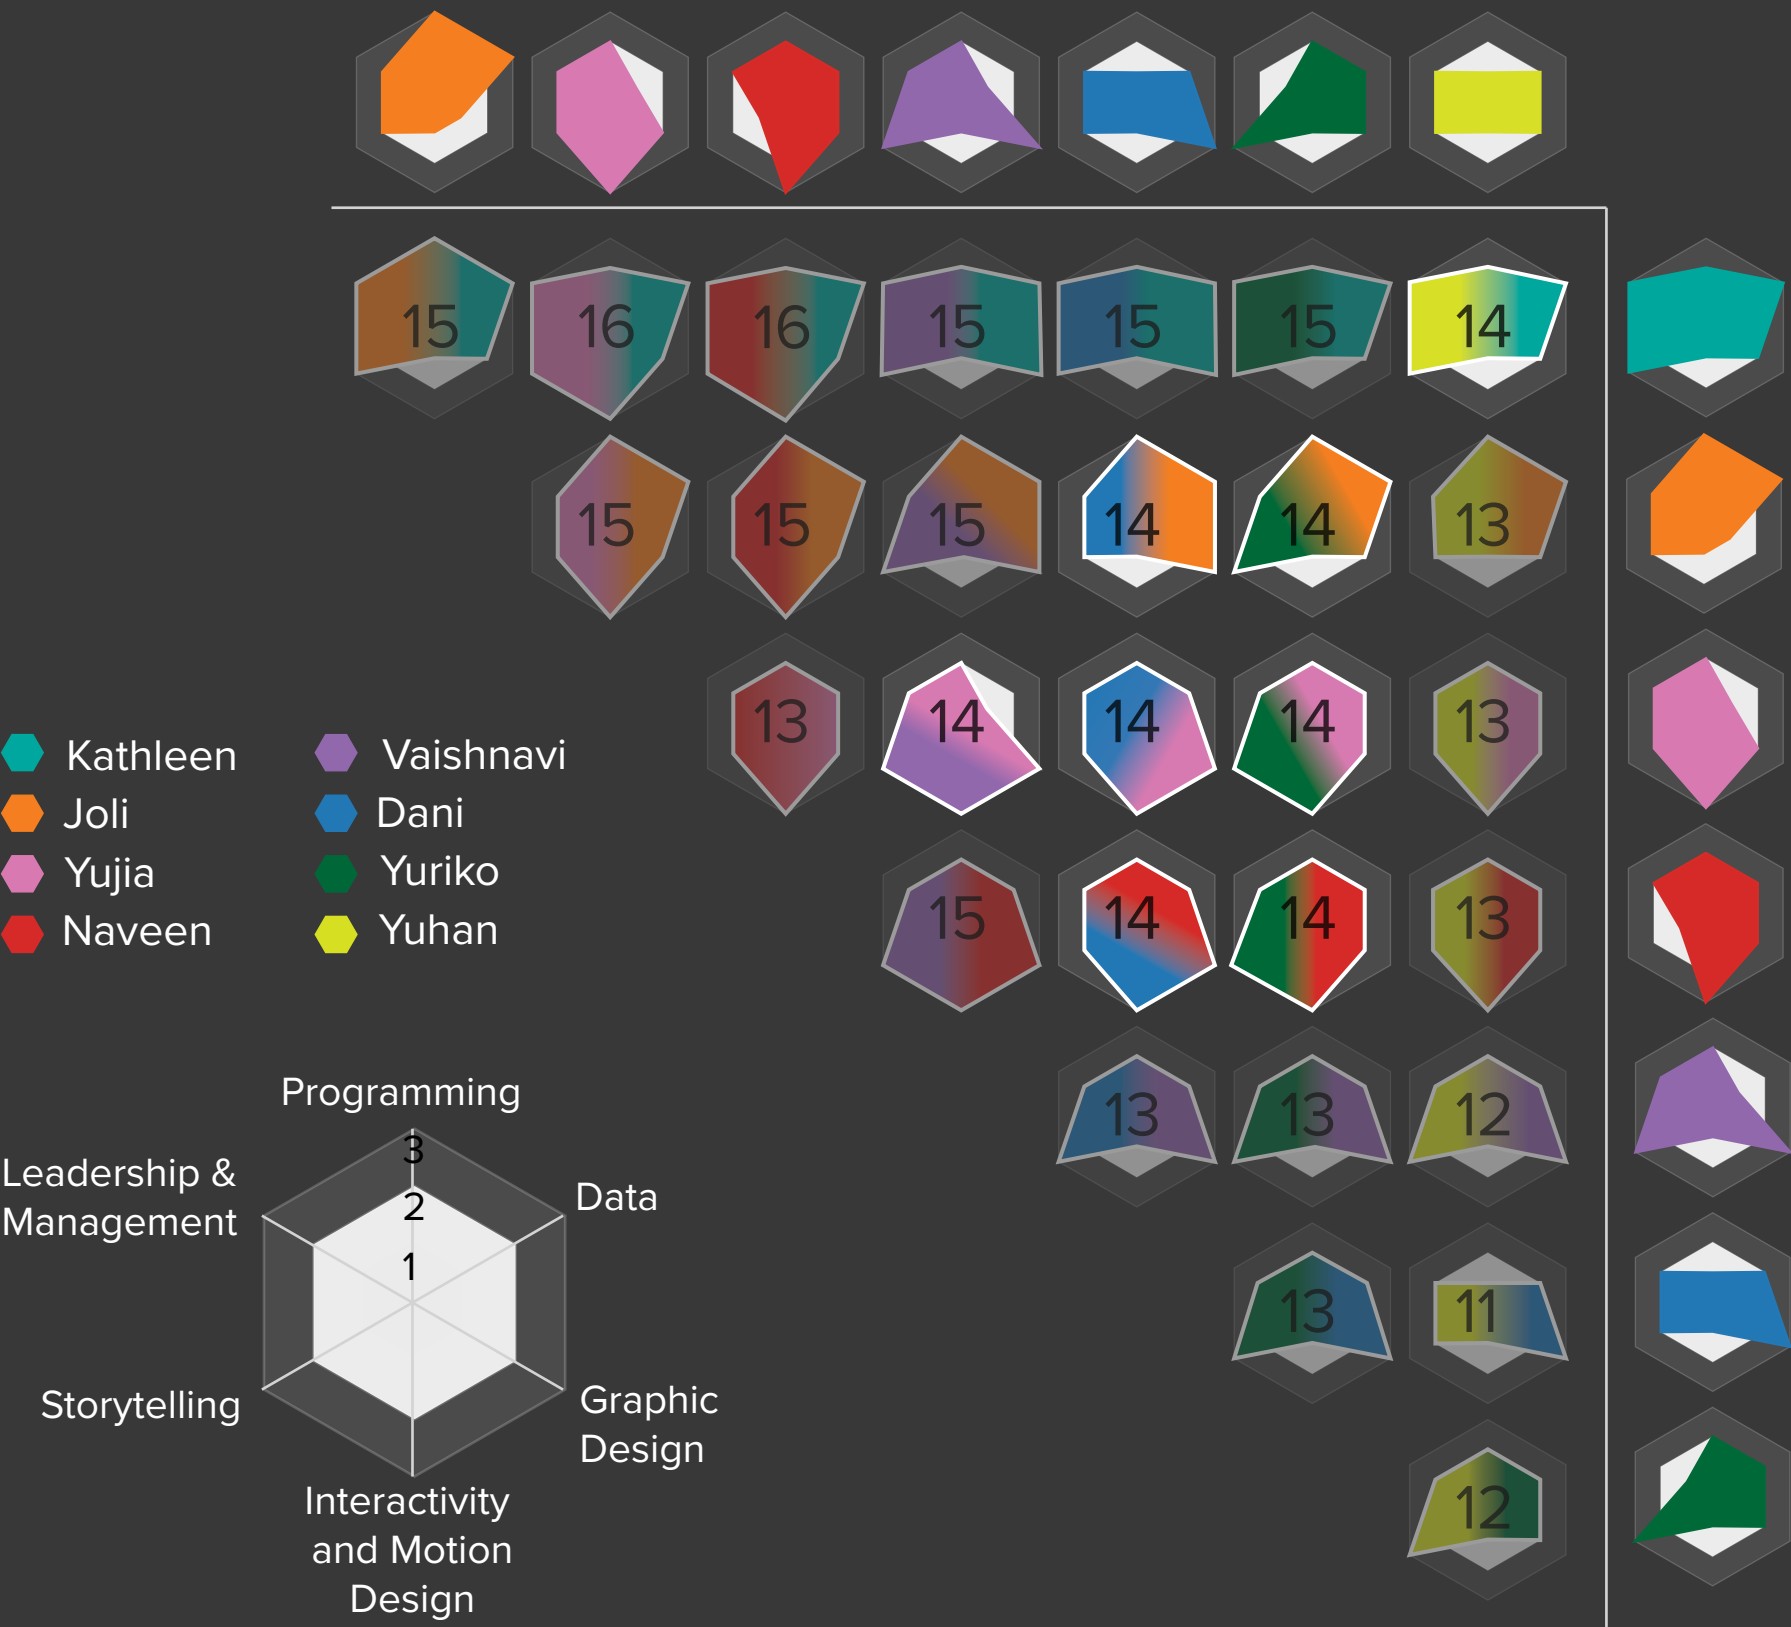 15 16 16 15 15 15 14
15 15 15 14 14 13
13 14 14 14 13
Kathleen Vaishnavi
Joli Dani
Yujia Yuriko
Naveen Yuhan
15 14 14 13
13 13 12
13 11
12
Programming
3
2
1
Leadership &
Management
Data
Storytelling
Graphic
Design
Interactivity
and Motion
Design